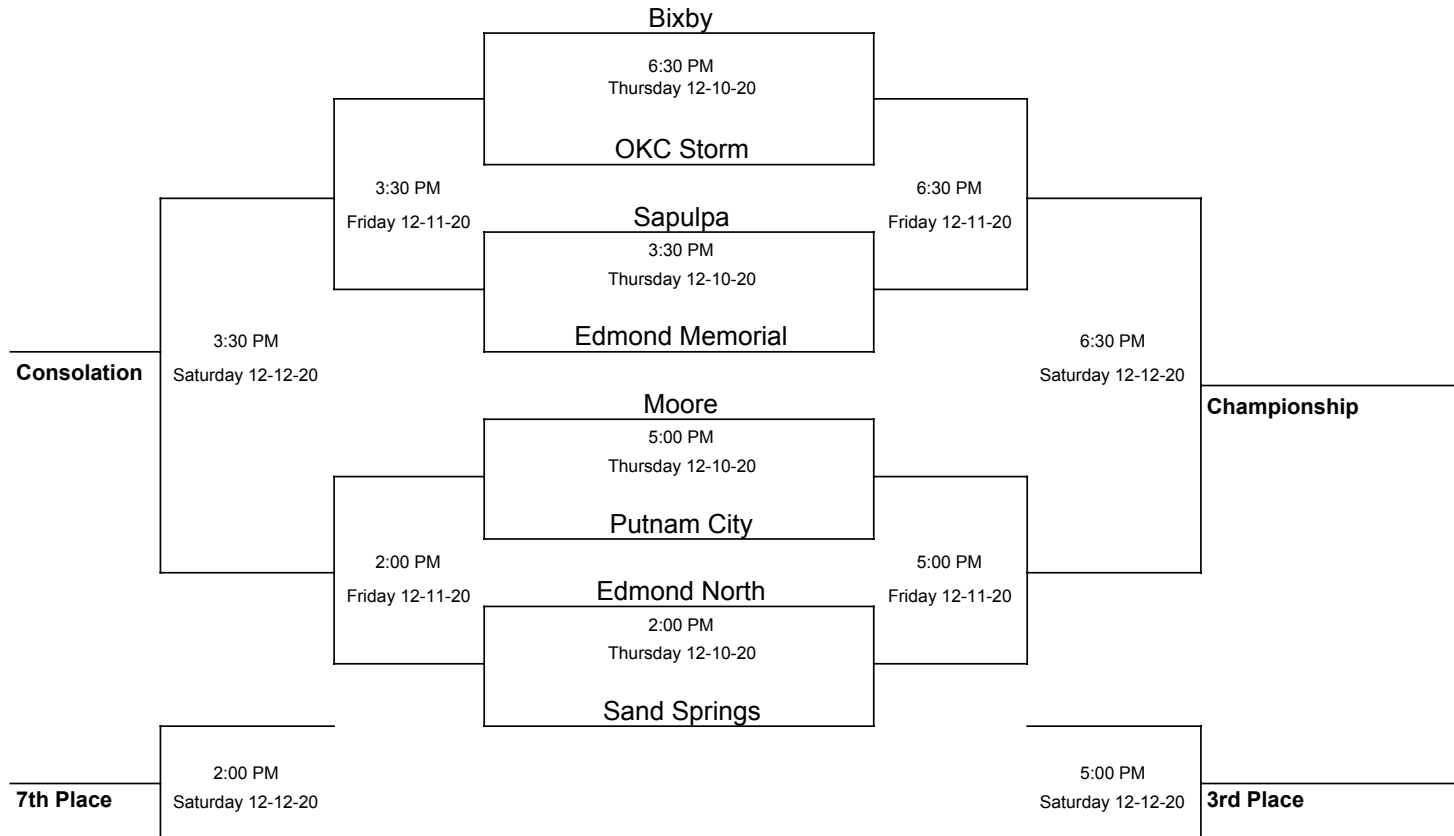 Bixby
6:30 PM
Thursday 12-10-20
OKC Storm
3:30 PM
Friday 12-11-20
6:30 PM
Friday 12-11-20
Sapulpa
3:30 PM
Thursday 12-10-20
Edmond Memorial
3:30 PM
Saturday 12-12-20
Consolation
6:30 PM
Saturday 12-12-20
Championship
Moore
5:00 PM
Thursday 12-10-20
Putnam City
2:00 PM
Friday 12-11-20
5:00 PM
Friday 12-11-20
Edmond North
2:00 PM
Thursday 12-10-20
Sand Springs
2:00 PM
Saturday 12-12-20
7th Place
5:00 PM
Saturday 12-12-20
3rd Place